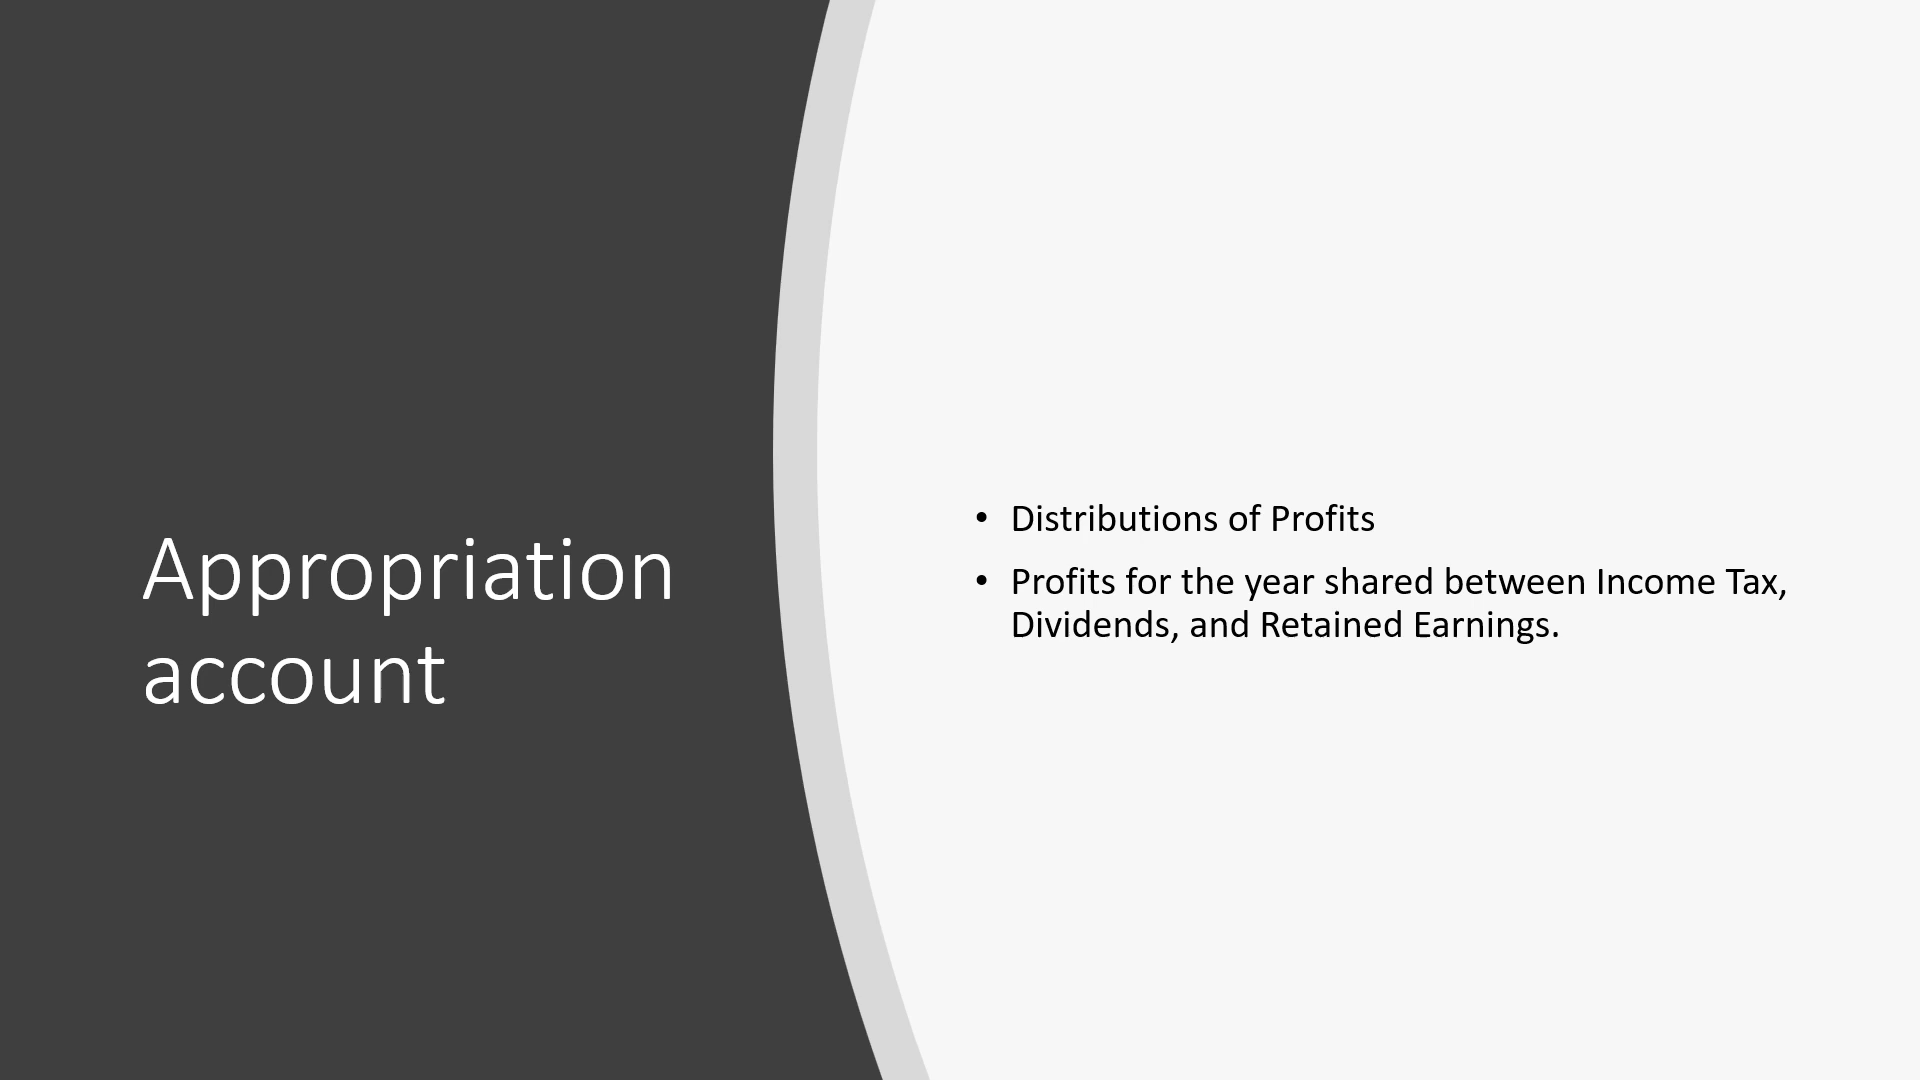 Appropriation
account
• Distributions of Profits
• Profits for the year shared between Income Tax,
Dividends, and Retained Earnings.